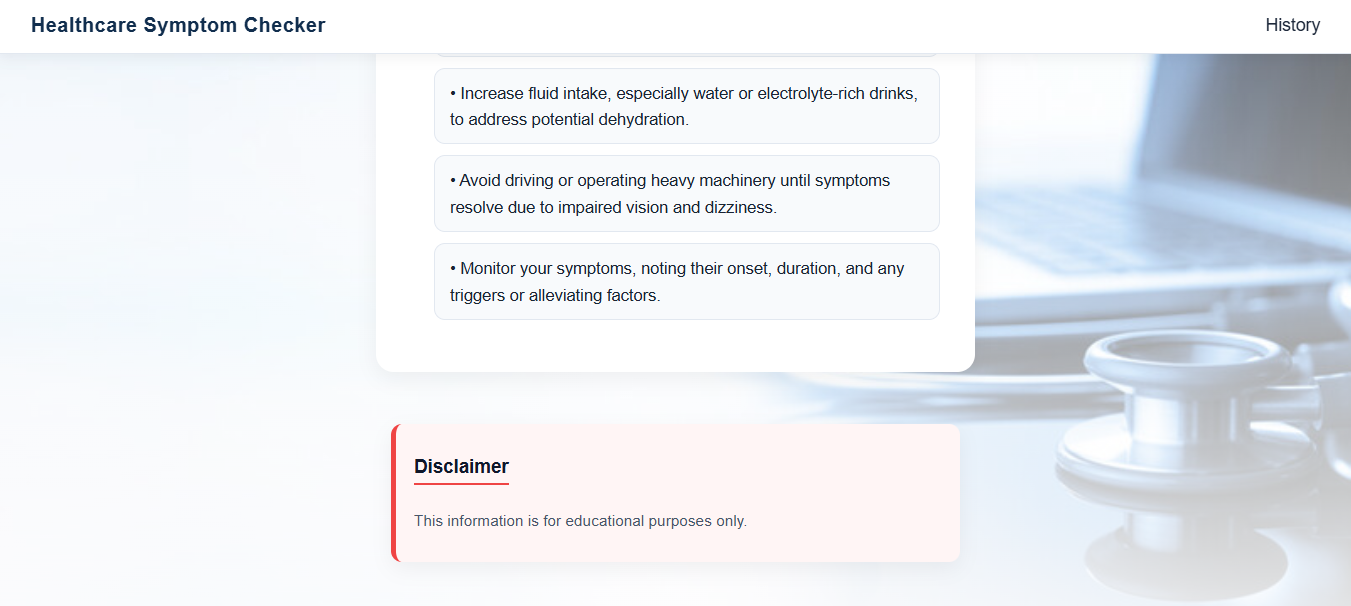 Healthcare Symptom Checker
History
• Increase fluid intake, especially water or electrolyte-rich drinks,
to address potential dehydration.
• Avoid driving or operating heavy machinery until symptoms
resolve due to impaired vision and dizziness.
• Monitor your symptoms, noting their onset, duration, and any
triggers or alleviating factors.
Disclaimer
This information is for educational purposes only.